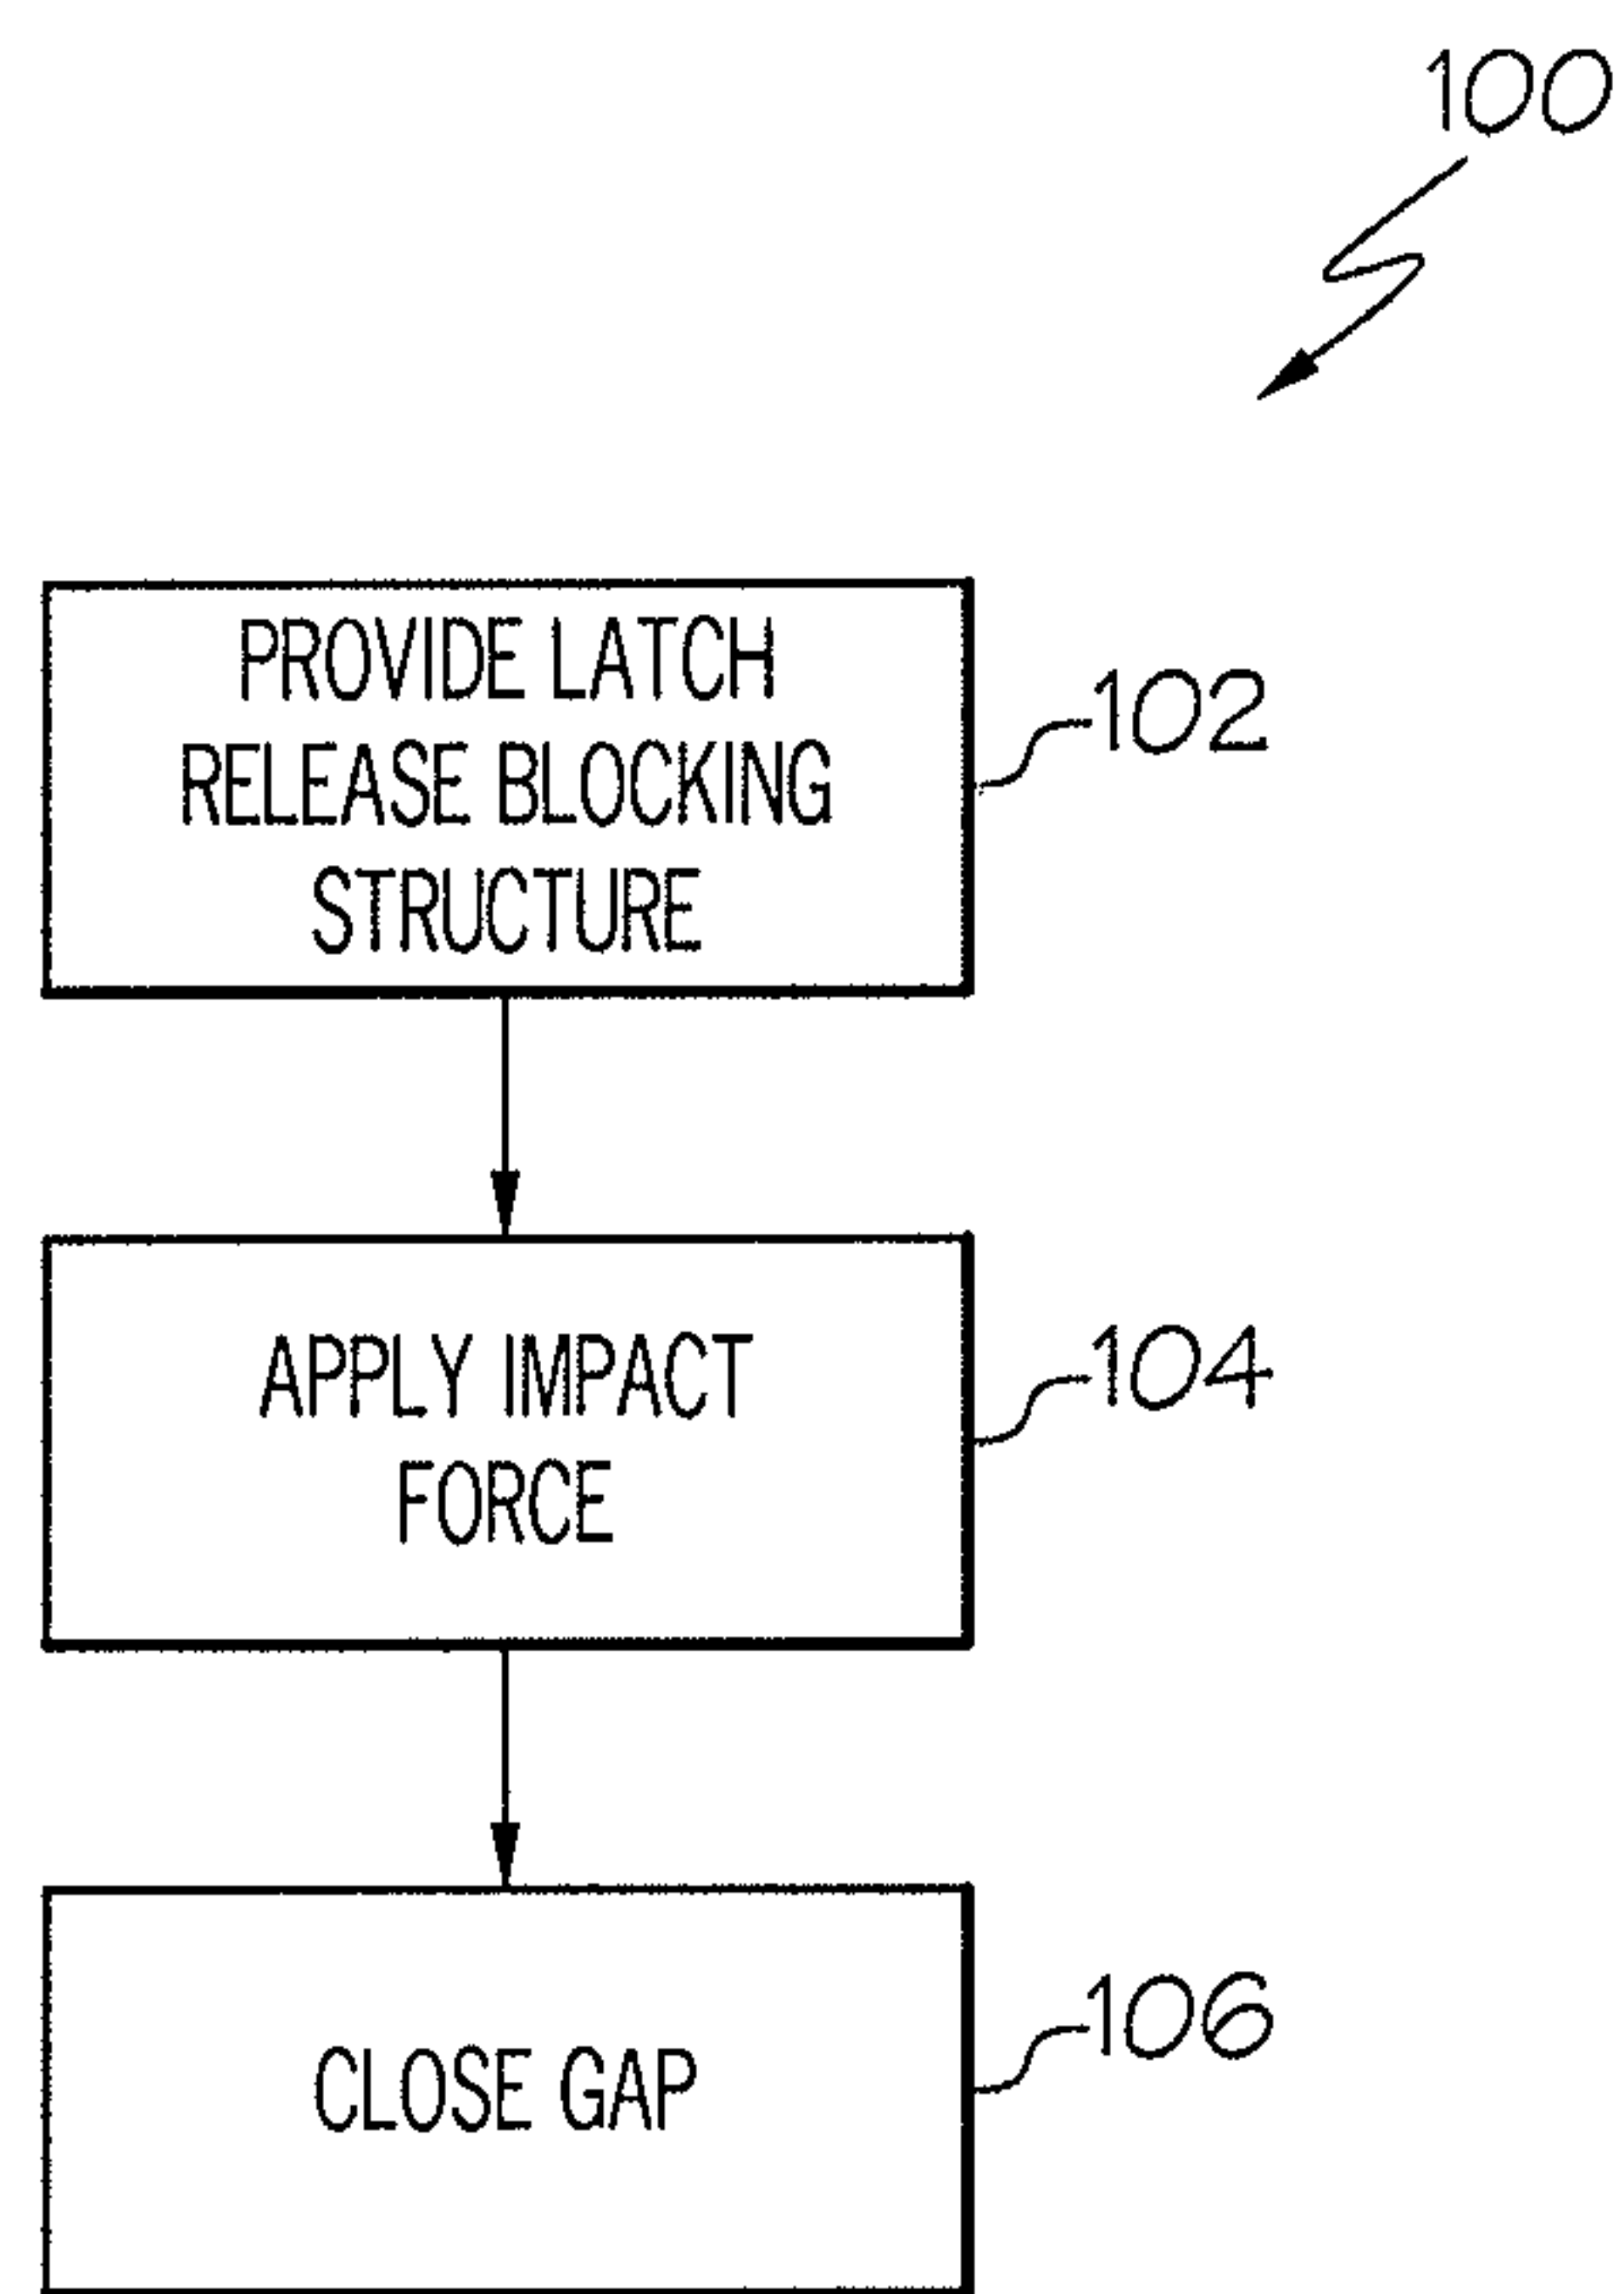 100
PROVIDE LATCH
RELEASE BLOCKING
STRUCTURE
102
APPLY IMPACT
FORCE
104
CLOSE GAP
106